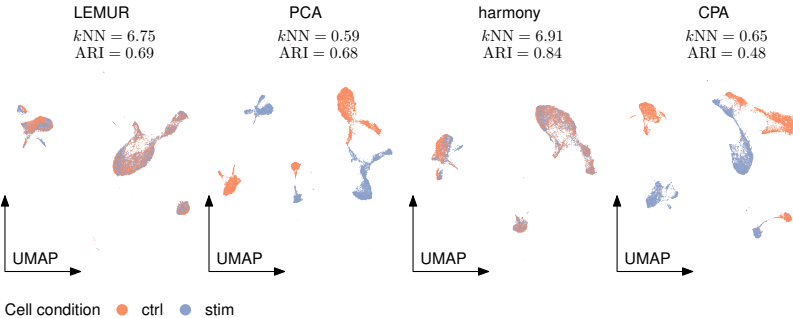 LEMUR
kNN = 6.75
ARI = 0.69
PCA
kNN = 0.59
ARI = 0.68
harmony
kNN = 6.91
ARI = 0.84
CPA
kNN = 0.65
ARI = 0.48
UMAP
UMAP
UMAP
UMAP
Cell condition ctrl stim